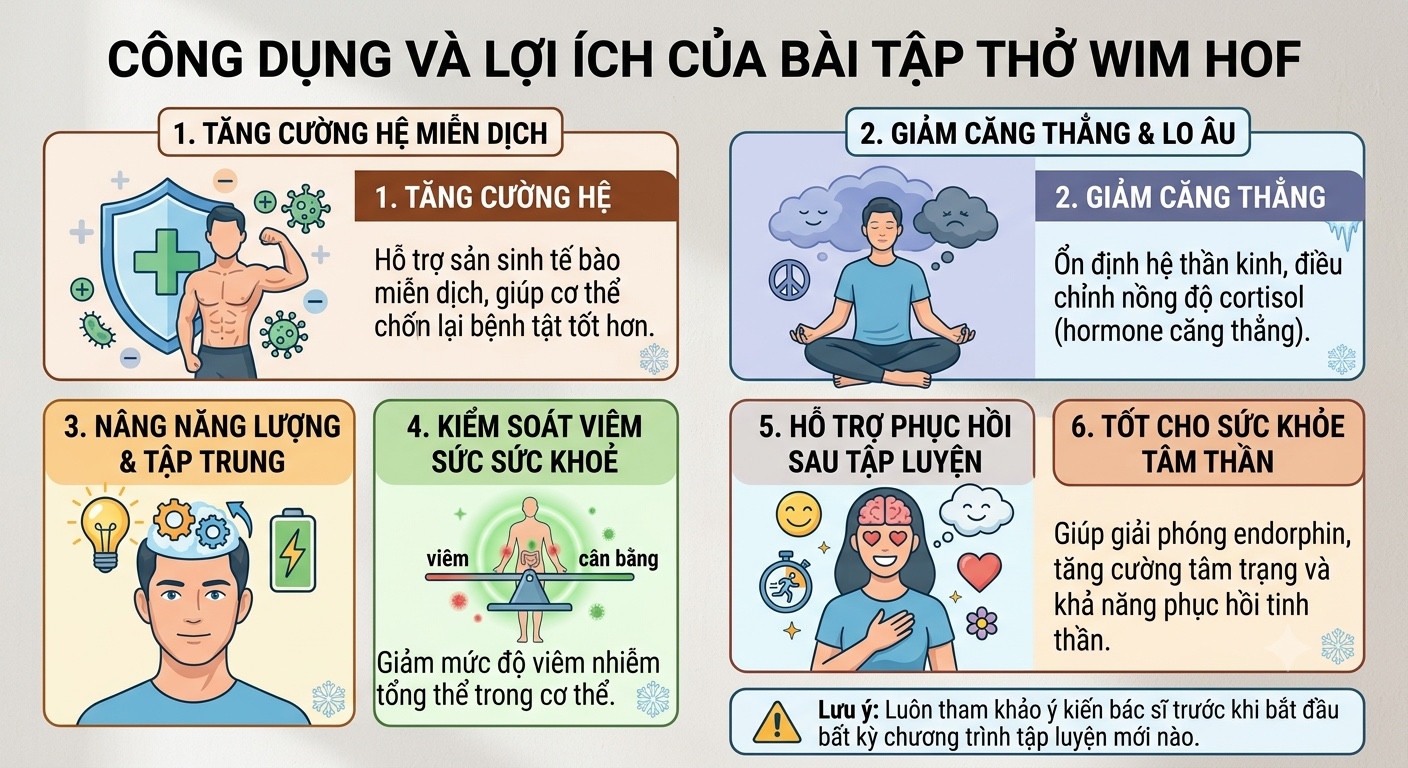 CÔNG DỤNG VÀ LỢI ÍCH CỦA BÀI TẬP THỞ WIM HOF
1. TĂNG CƯỜNG HỆ MIỄN DỊCH
1. TĂNG CƯỜNG HỆ
Hỗ trợ sản sinh tế bào
miễn dịch, giúp cơ thể
chốn lại bệnh tật tốt hơn.
2. GIẢM CĂNG THẲNG & LO ÂU
2. GIẢM CĂNG THẲNG
Ổn định hệ thần kinh, điều
chỉnh nồng độ cortisol
(hormone căng thẳng).
3. NÂNG NĂNG LƯỢNG
& TẬP TRUNG
4. KIỂM SOÁT VIÊM
SỨC SỨC KHOẺ
viêm
cân bằng
Giảm mức độ viêm nhiễm
tổng thể trong cơ thể.
5. HỖ TRỢ PHỤC HỒI
SAU TẬP LUYỆN
6. TỐT CHO SỨC KHỎE
TÂM THẦN
Giúp giải phóng endorphin,
tăng cường tâm trạng và
khả năng phục hồi tinh
thần.
Lưu ý: Luôn tham khảo ý kiến bác sĩ trước khi bắt đầu
bất kỳ chương trình tập luyện mới nào.